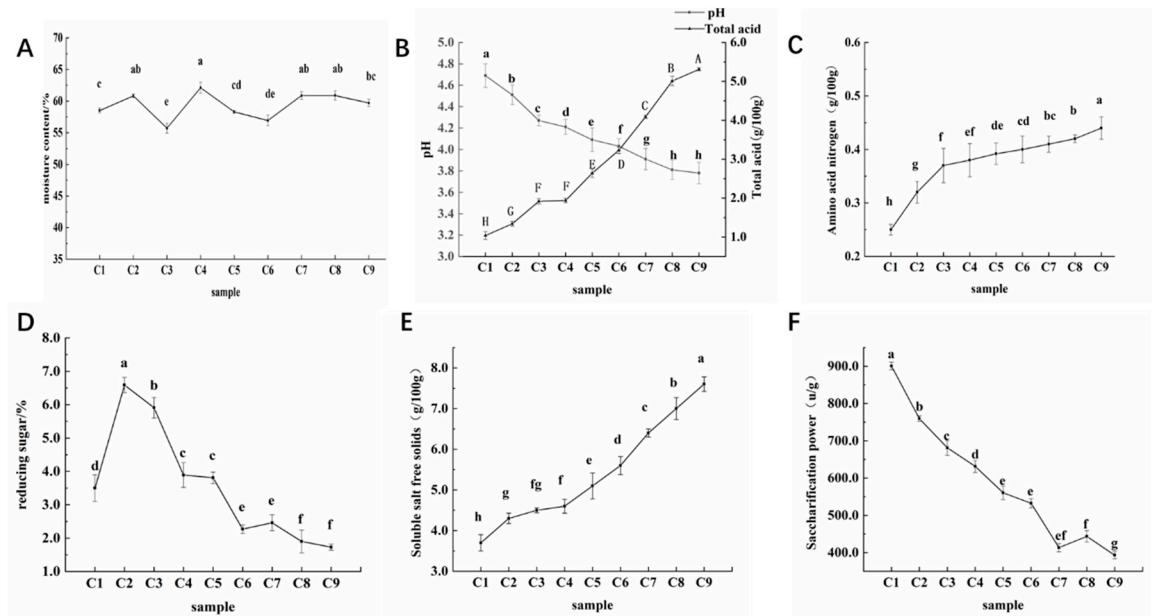 A
moisture content/%
70
65
60
55
50
45
40
35
c
ab
e
a
cd
de
ab
ab
bc
C1 C2 C3 C4 C5 C6 C7 C8 C9
sample
B
pH
Total acid
pH
5.0
4.8
4.6
4.4
4.2
4.0
3.8
3.6
3.4
3.2
3.0
a
b
c
d
e
f
g
h
h
H
G
F
F
E
D
C
B
A
6.0
5.0
4.0
3.0
2.0
1.0
Total acid(g/100g)
C1 C2 C3 C4 C5 C6 C7 C8 C9
sample
C
Amino acid nitrogen（g/100g）
0.6
0.5
0.4
0.3
0.2
h
g
f
ef
de
cd
bc
b
a
C1 C2 C3 C4 C5 C6 C7 C8 C9
sample
D
reducing sugar/%
8.0
7.0
6.0
5.0
4.0
3.0
2.0
1.0
d
a
b
c
c
e
e
f
f
C1 C2 C3 C4 C5 C6 C7 C8 C9
sample
E
Soluble salt free solids（g/100g）
8.0
7.0
6.0
5.0
4.0
3.0
h
g
fg
f
e
d
c
b
a
C1 C2 C3 C4 C5 C6 C7 C8 C9
sample
F
Saccharification power（u/g）
900.0
800.0
700.0
600.0
500.0
400.0
a
b
c
d
e
e
ef
f
g
C1 C2 C3 C4 C5 C6 C7 C8 C9
sample